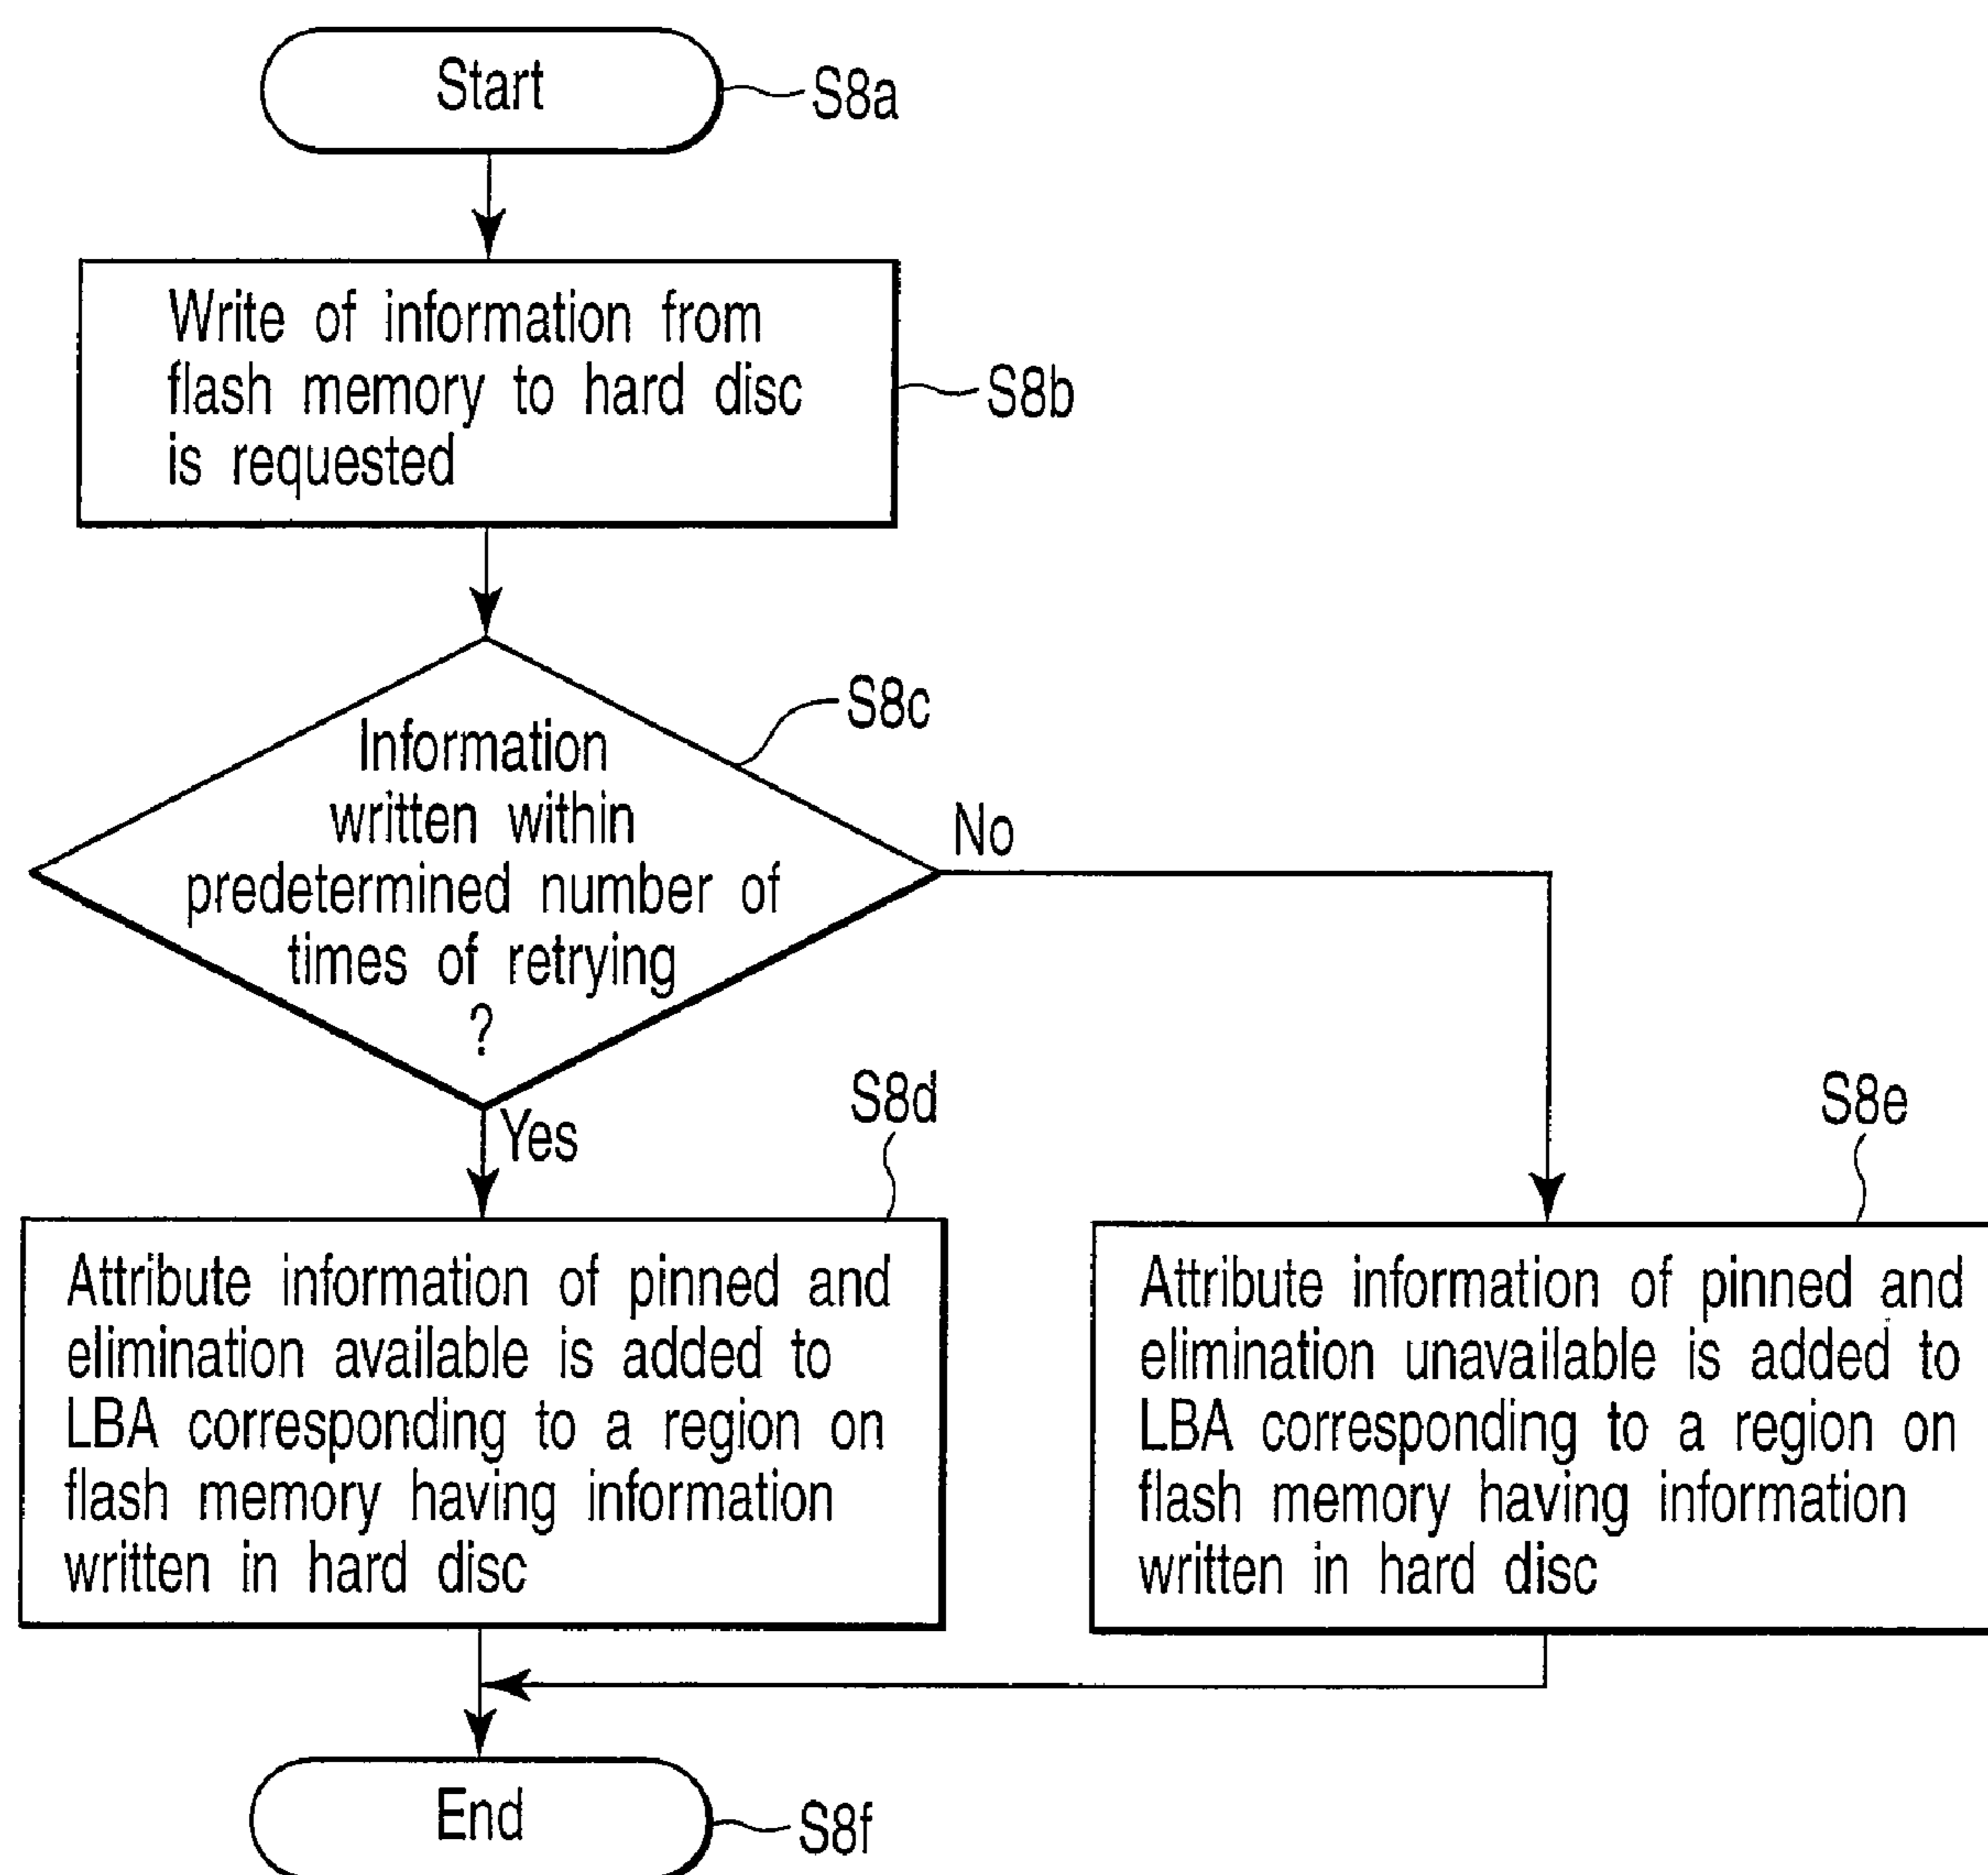 Start
S8a
Write of information from
flash memory to hard disc
is requested
S8b
S8c
Information
written within
predetermined number of
times of retrying
?
No
Yes
S8d
Attribute information of pinned and
elimination available is added to
LBA corresponding to a region on
flash memory having information
written in hard disc
S8e
Attribute information of pinned and
elimination unavailable is added to
LBA corresponding to a region on
flash memory having information
written in hard disc
End
S8f